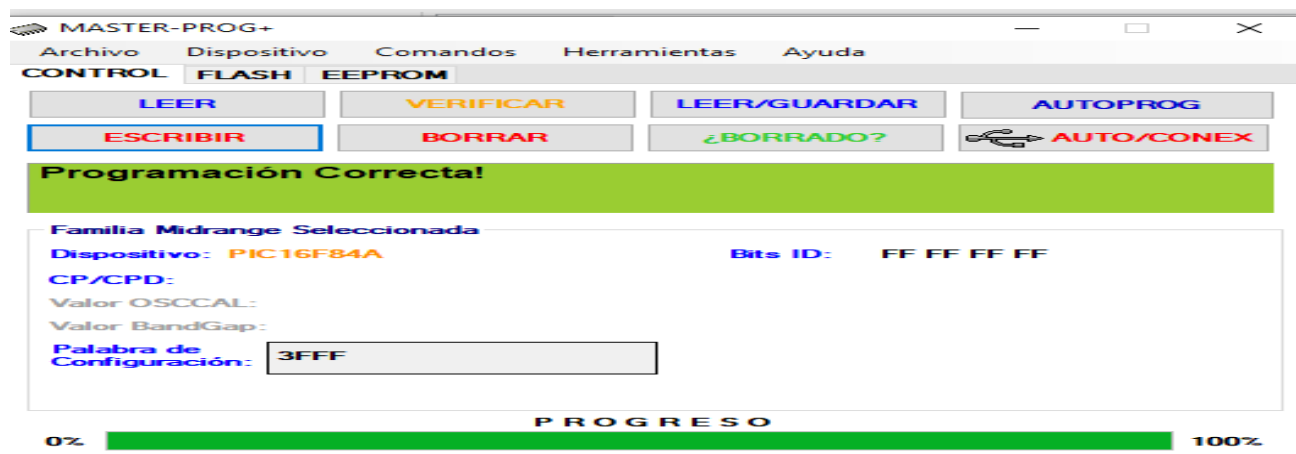 MASTER-PROG+
Archivo Dispositivo Comandos Herramientas Ayuda
CONTROL FLASH EEPROM
LEER VERIFICAR LEER/GUARDAR AUTOPROG
ESCRIBIR BORRAR ¿BORRADO? AUTO/CONEX
Programación Correcta!
Familia Midrange Seleccionada
Dispositivo: PIC16F84A Bits ID: FF FF FF FF
CP/CPD:
Valor OSCCAL:
Valor BandGap:
Palabra de
Configuración: 3FFF
PROGRESO
0% 100%